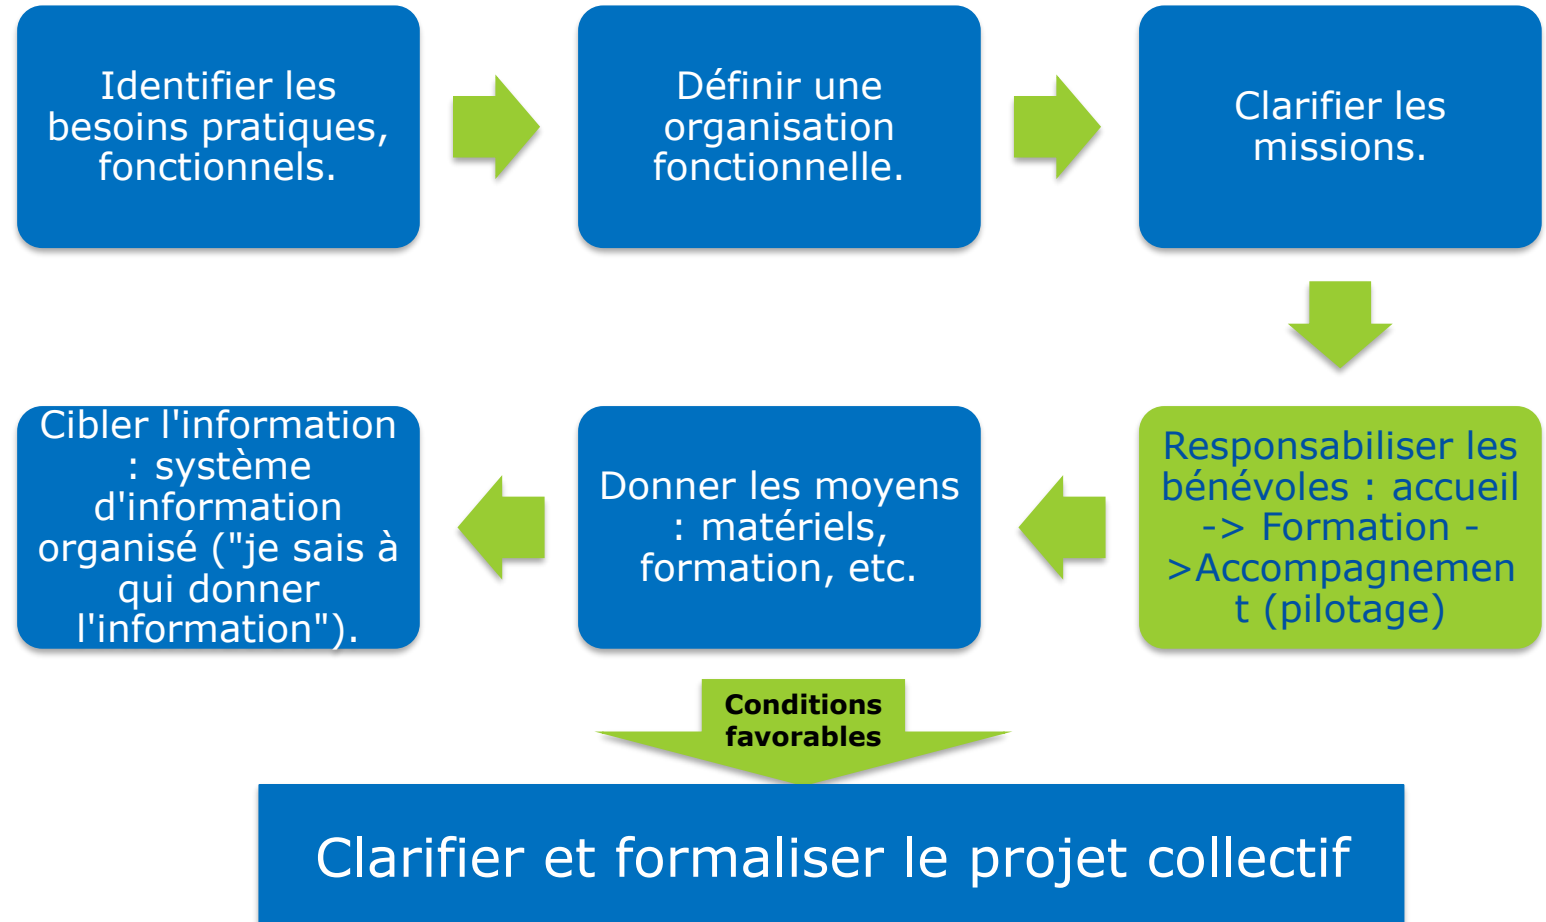 Identifier les
besoins pratiques,
fonctionnels.
Définir une
organisation
fonctionnelle.
Clarifier les
missions.
Responsabiliser les
bénévoles : accueil
-> Formation -
>Accompagnemen
t (pilotage)
Donner les moyens
: matériels,
formation, etc.
Cibler l'information
: système
d'information
organisé ("je sais à
qui donner
l'information").
Conditions
favorables
Clarifier et formaliser le projet collectif